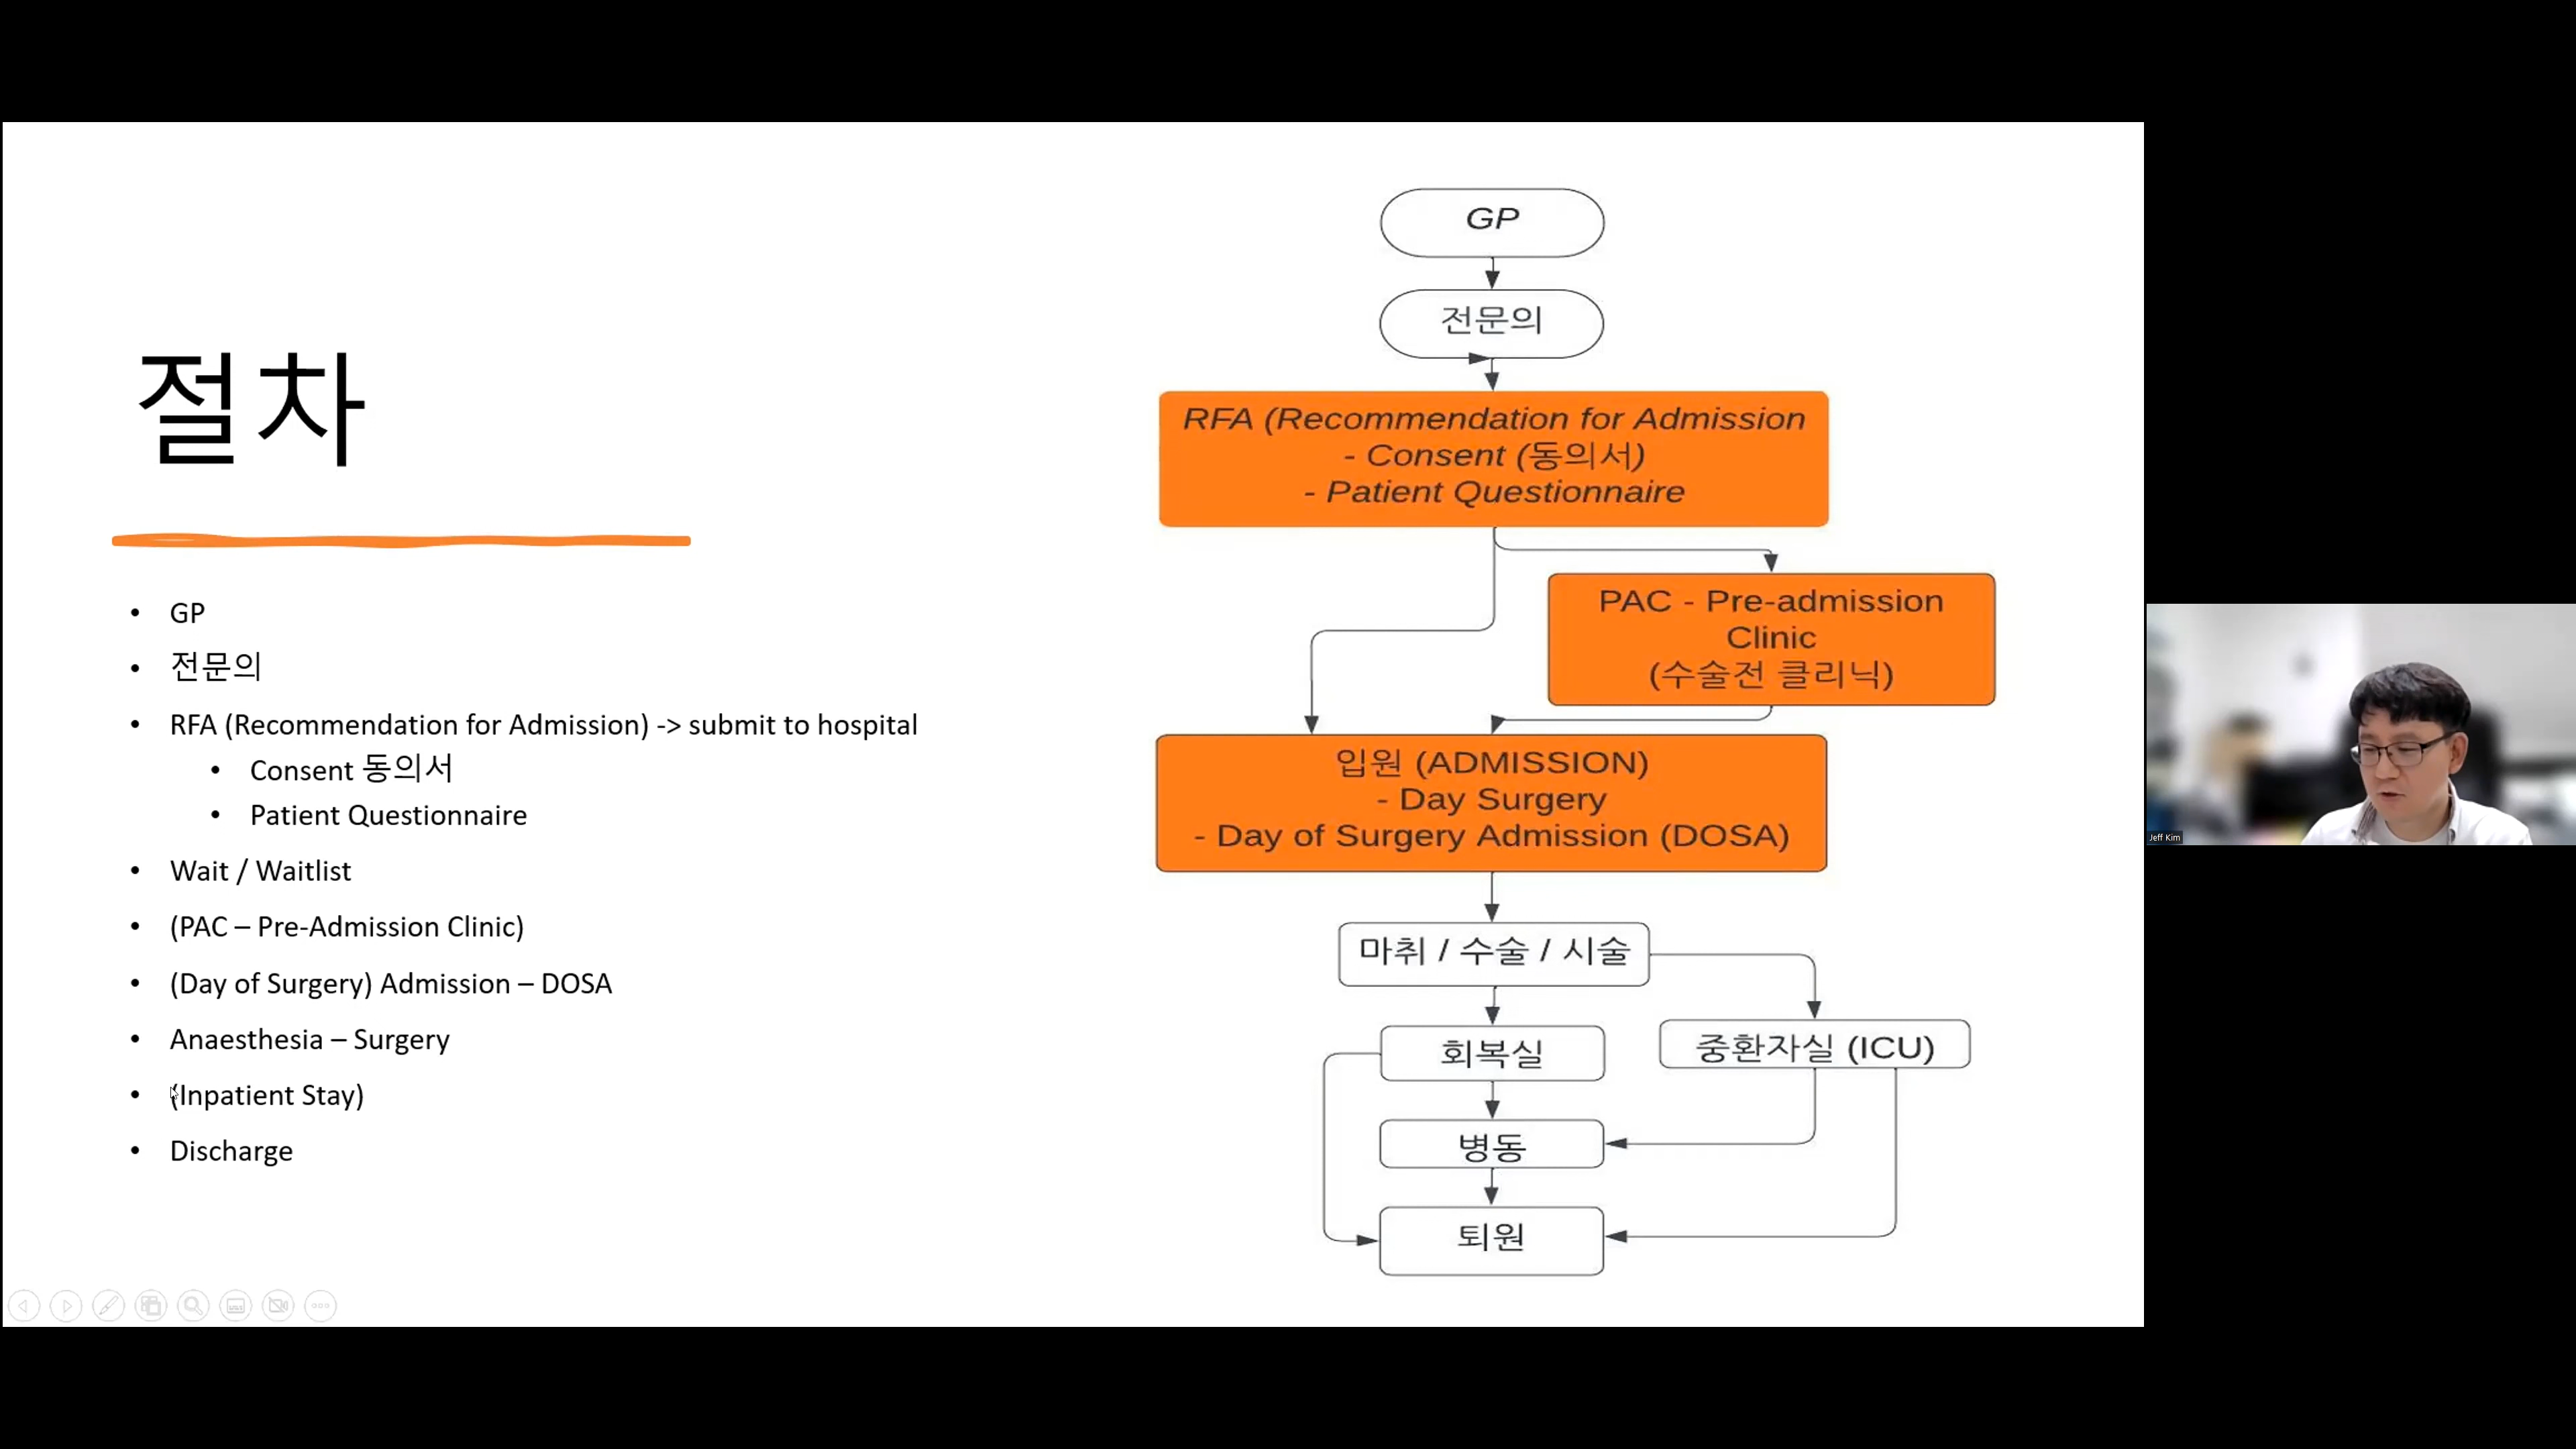 절차
GP
전문의
RFA (Recommendation for Admission) -> submit to hospital
Consent 동의서
Patient Questionnaire
Wait / Waitlist
(PAC – Pre-Admission Clinic)
(Day of Surgery) Admission – DOSA
Anaesthesia – Surgery
(Inpatient Stay)
Discharge
GP
전문의
RFA (Recommendation for Admission
- Consent (동의서)
- Patient Questionnaire
PAC - Pre-admission
Clinic
(수술전 클리닉)
입원 (ADMISSION)
- Day Surgery
- Day of Surgery Admission (DOSA)
마취 / 수술 / 시술
회복실
중환자실 (ICU)
병동
퇴원
Jeff Kim